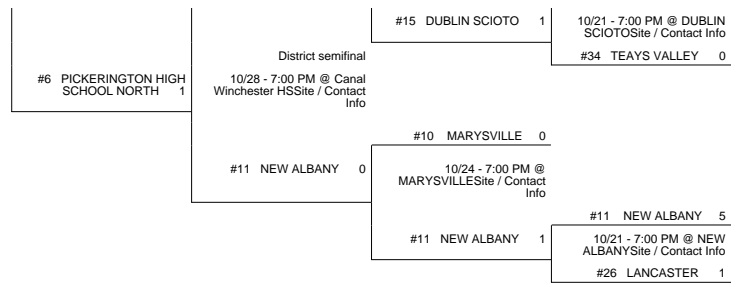 #15 DUBLIN SCIOTO 1
10/21 - 7:00 PM @ DUBLIN
SCIOTOSite / Contact Info
#34 TEAYS VALLEY 0
District semifinal
#6 PICKERINGTON HIGH
SCHOOL NORTH 1
10/28 - 7:00 PM @ Canal
Winchester HSSite / Contact
Info
#10 MARYSVILLE 0
#11 NEW ALBANY 0
10/24 - 7:00 PM @
MARYSVILLESite / Contact
Info
#11 NEW ALBANY 5
#11 NEW ALBANY 1
10/21 - 7:00 PM @ NEW
ALBANYSite / Contact Info
#26 LANCASTER 1